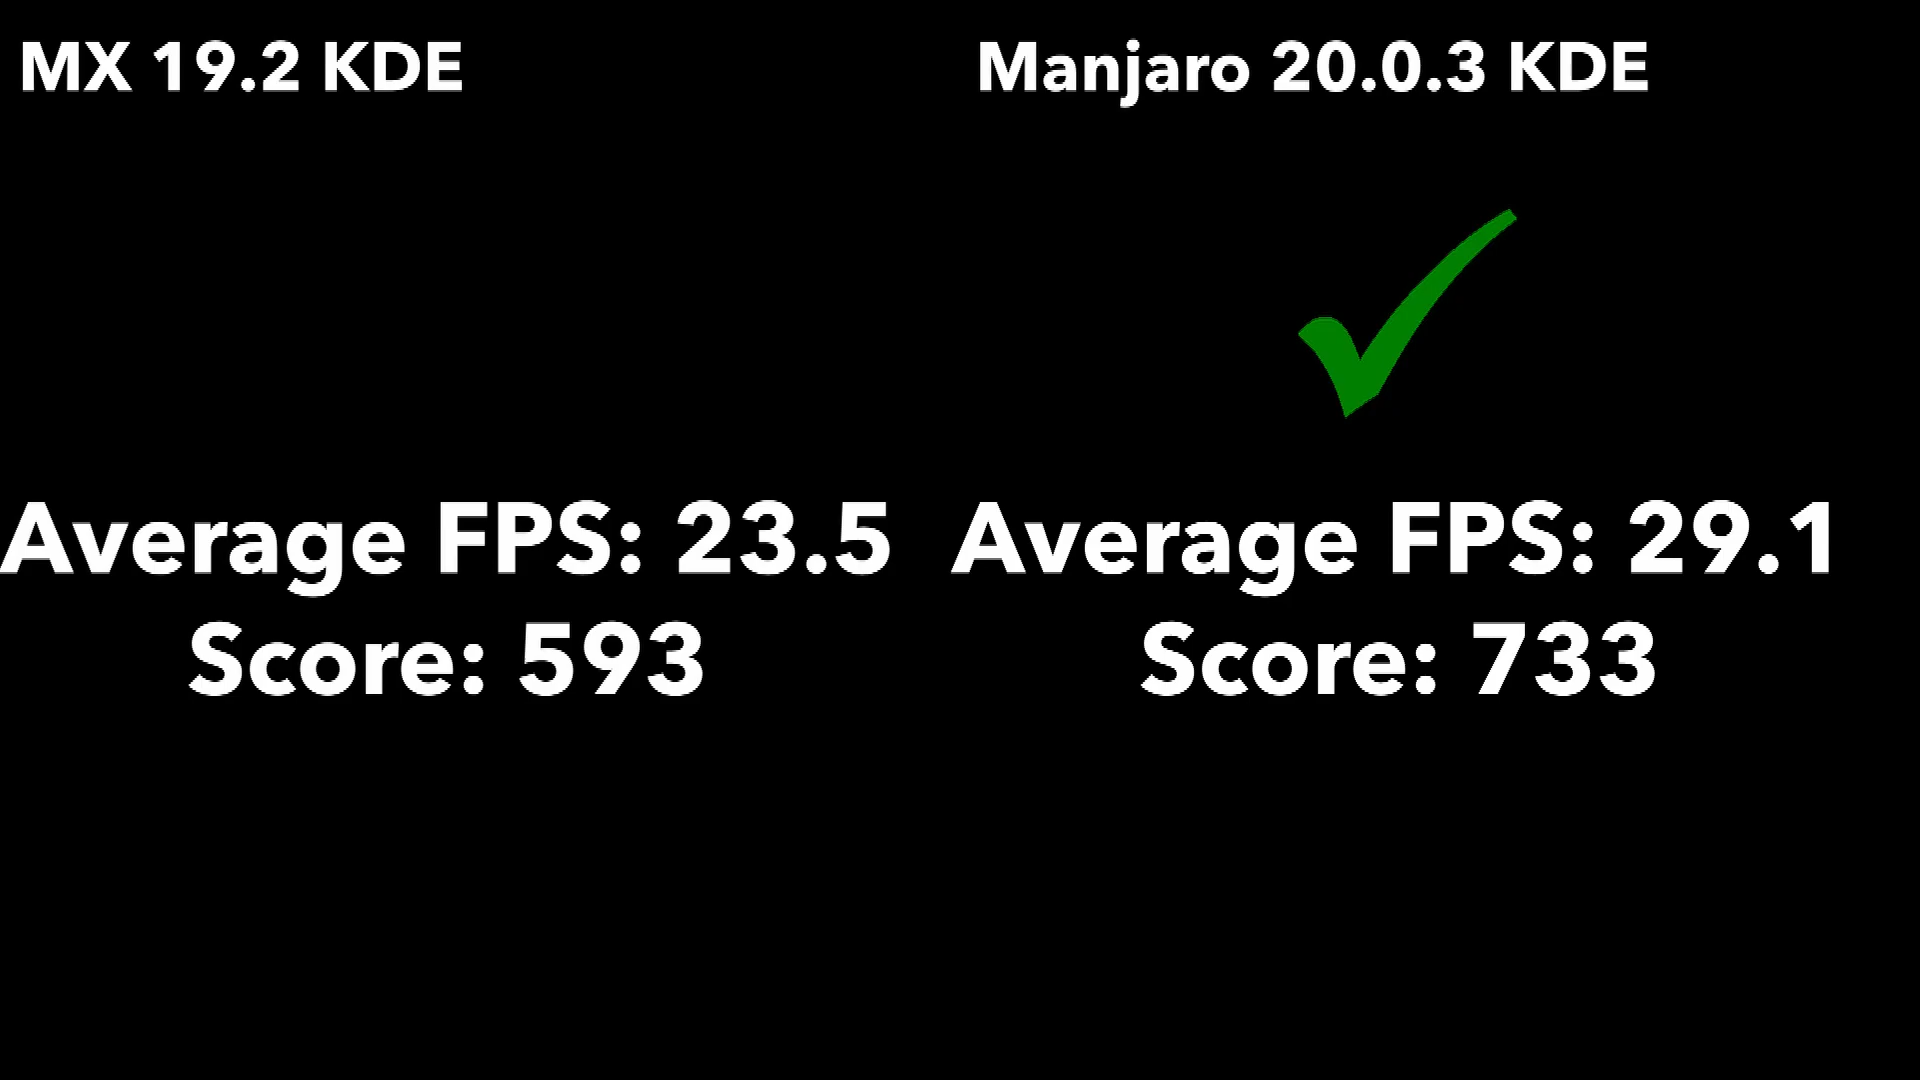 MX 19.2 KDE
Manjaro 20.0.3 KDE
Average FPS: 23.5
Score: 593
Average FPS: 29.1
Score: 733